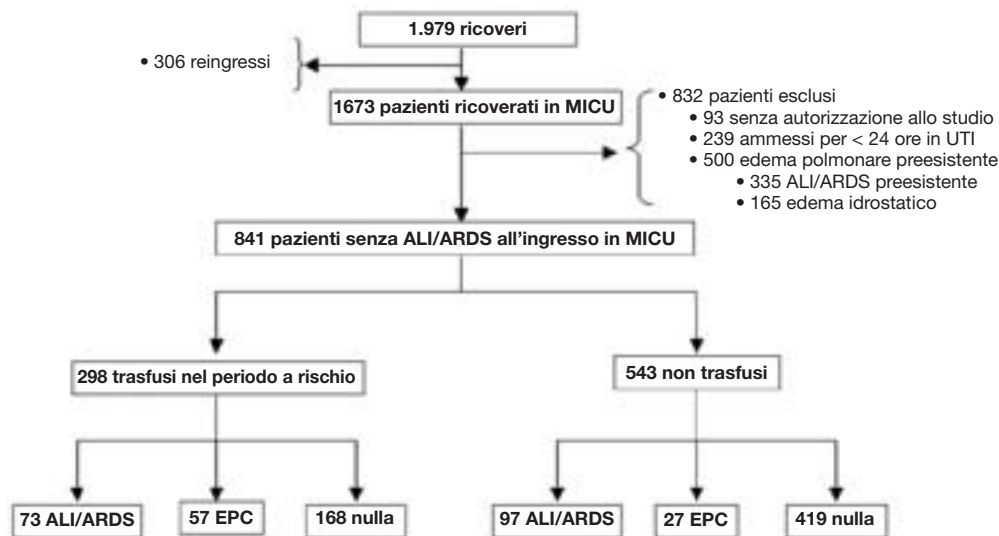 1.979 ricoveri
• 306 reingressi
1673 pazienti ricoverati in MICU
• 832 pazienti esclusi
• 93 senza autorizzazione allo studio
• 239 ammessi per < 24 ore in UTI
• 500 edema polmonare preesistente
• 335 ALI/ARDS preesistente
• 165 edema idrostatico
841 pazienti senza ALI/ARDS all'ingresso in MICU
298 trasfusi nel periodo a rischio
543 non trasfusi
73 ALI/ARDS
57 EPC
168 nulla
97 ALI/ARDS
27 EPC
419 nulla